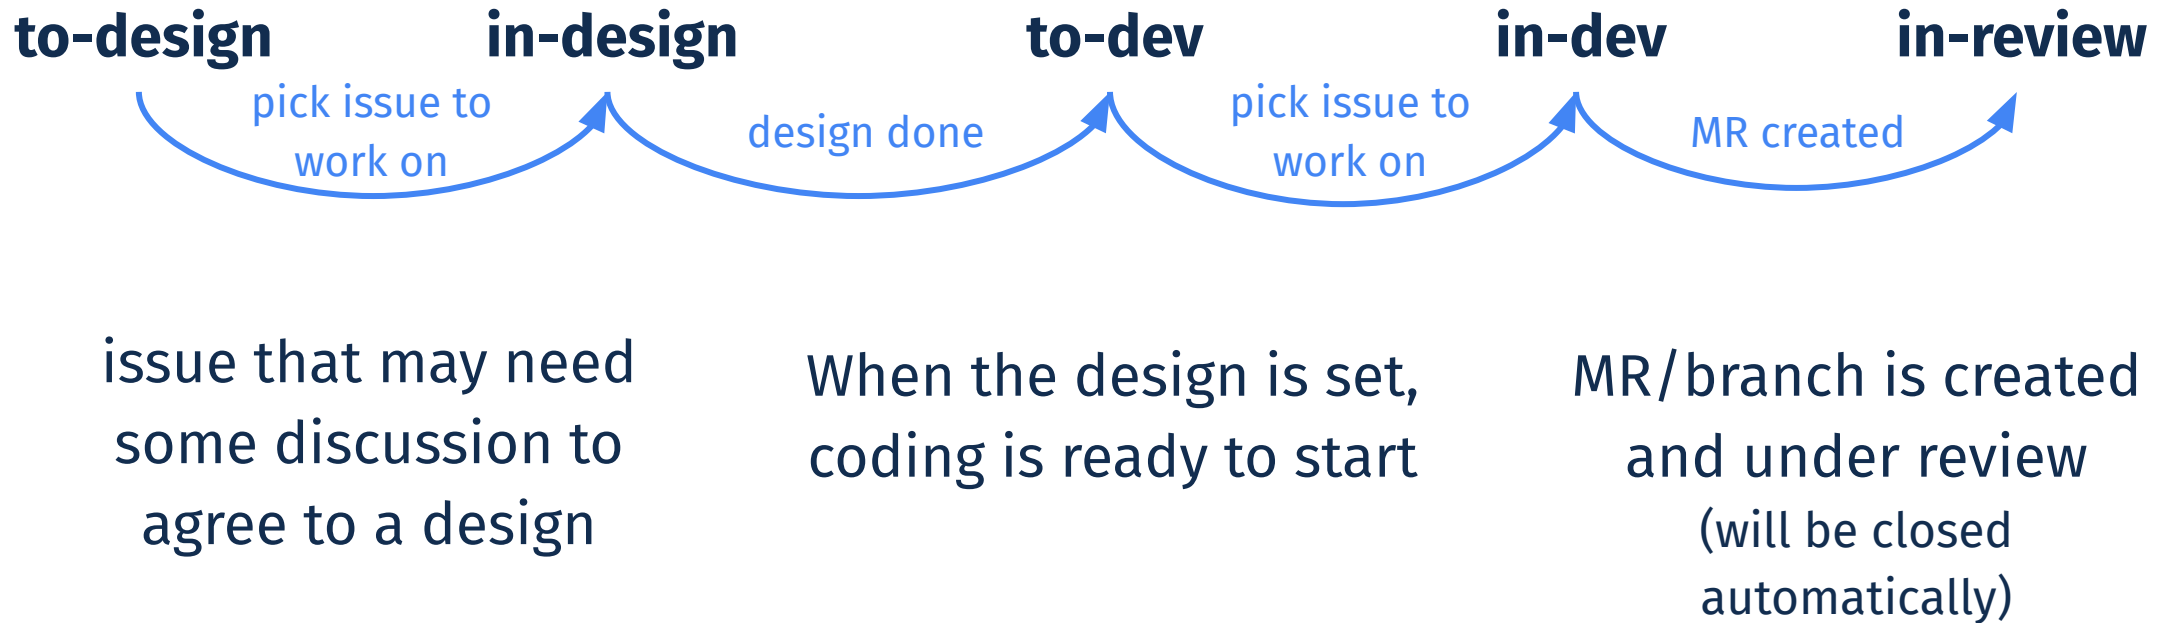 to-design in-design to-dev in-dev in-review
pick issue to
work on
design done
pick issue to
work on
MR created
issue that may need
some discussion to
agree to a design
When the design is set,
coding is ready to start
MR/branch is created
and under review
(will be closed
automatically)